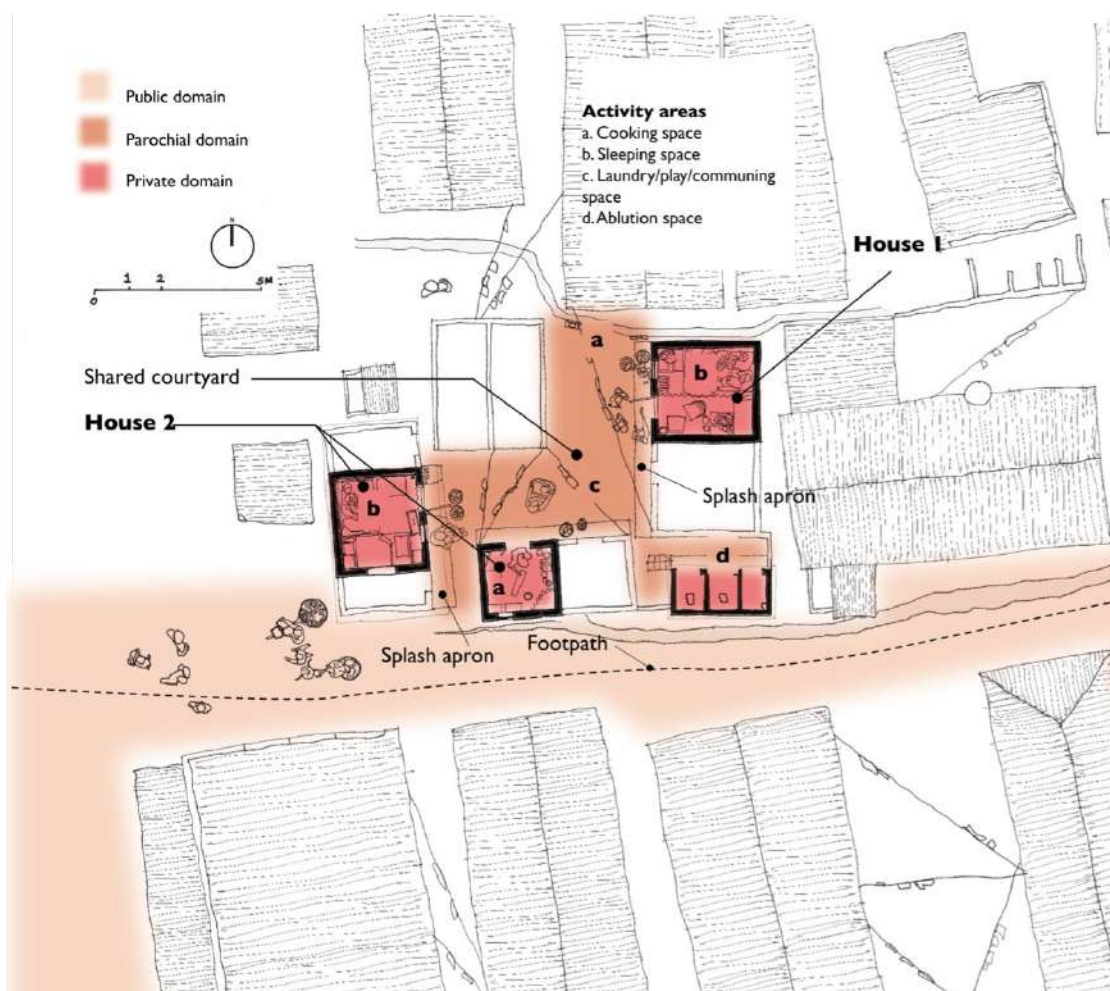 Public domain
Parochial domain
Private domain
Activity areas
a. Cooking space
b. Sleeping space
c. Laundry/play/communing
space
d. Ablution space
N
0 1 2 5M
House 1
a
b
Shared courtyard
House 2
c
Splash apron
b
d
a
Splash apron
Footpath